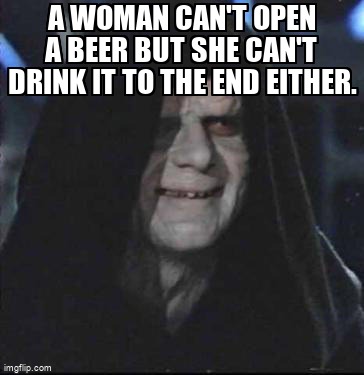 A WOMAN CAN'T OPEN
A BEER BUT SHE CAN'T
DRINK IT TO THE END EITHER.
imgflip.com